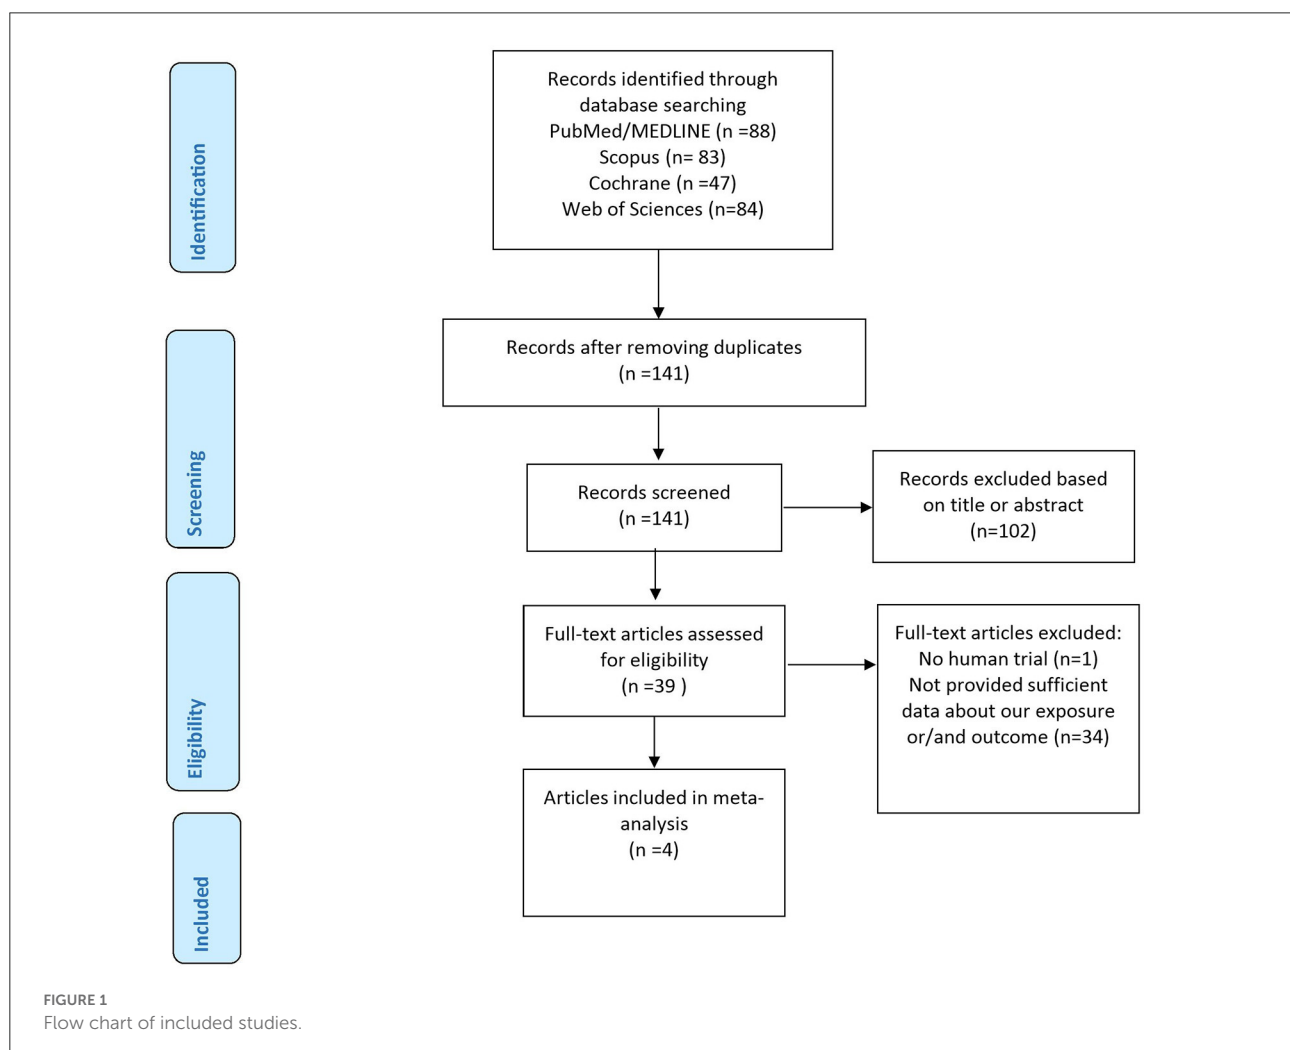 Identification
Records identified through
database searching
PubMed/MEDLINE (n =88)
Scopus (n= 83)
Cochrane (n =47)
Web of Sciences (n=84)
Screening
Records after removing duplicates
(n =141)
Records screened
(n =141)
Records excluded based
on title or abstract
(n=102)
Eligibility
Full-text articles assessed
for eligibility
(n =39 )
Full-text articles excluded:
No human trial (n=1)
Not provided sufficient
data about our exposure
or/and outcome (n=34)
Included
Articles included in meta-
analysis
(n =4)
FIGURE 1
Flow chart of included studies.